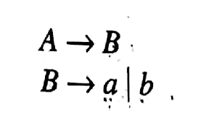 A → B
B → a | b